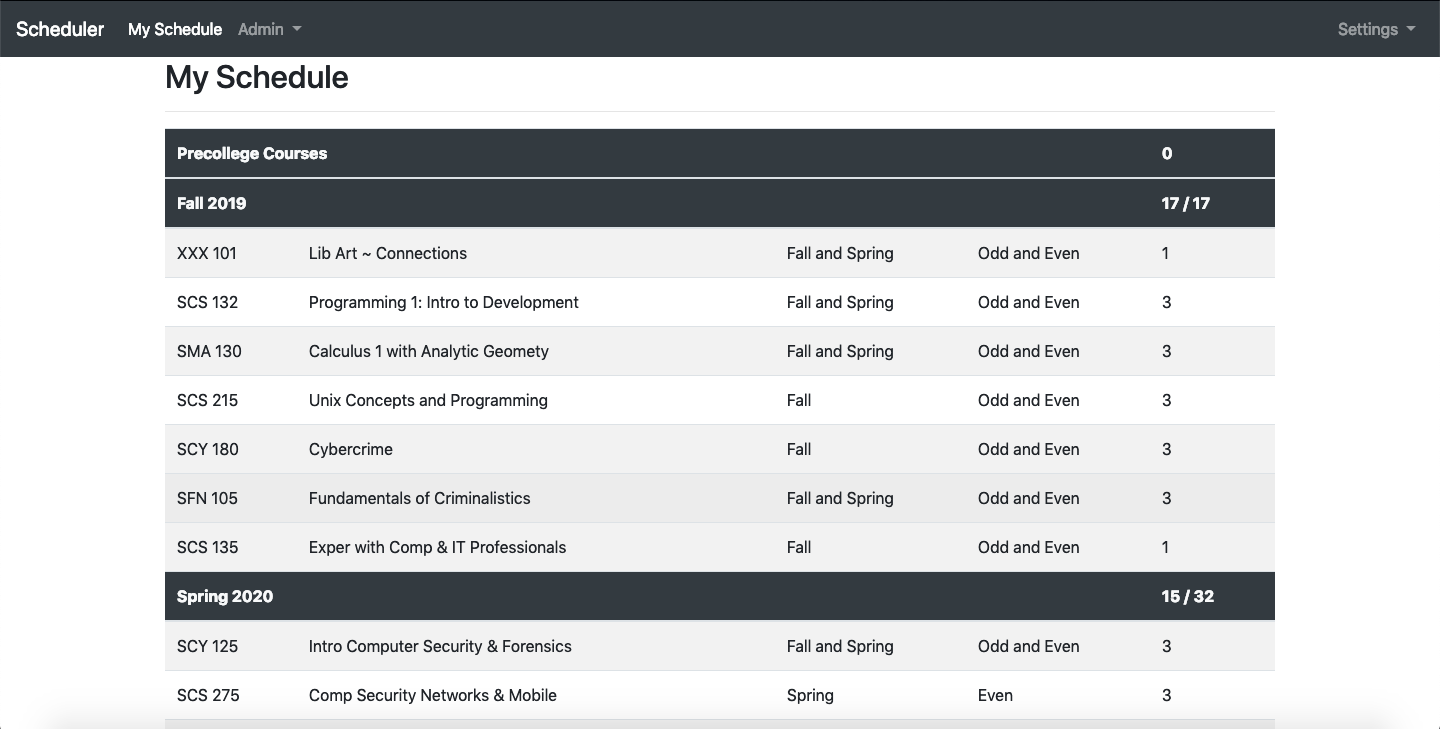 Scheduler My Schedule Admin Settings
My Schedule
Precollege Courses 0
Fall 2019 17 / 17
XXX 101 Lib Art ~ Connections Fall and Spring Odd and Even 1
SCS 132 Programming 1: Intro to Development Fall and Spring Odd and Even 3
SMA 130 Calculus 1 with Analytic Geomety Fall and Spring Odd and Even 3
SCS 215 Unix Concepts and Programming Fall Odd and Even 3
SCY 180 Cybercrime Fall Odd and Even 3
SFN 105 Fundamentals of Criminalistics Fall and Spring Odd and Even 3
SCS 135 Exper with Comp & IT Professionals Fall Odd and Even 1
Spring 2020 15 / 32
SCY 125 Intro Computer Security & Forensics Fall and Spring Odd and Even 3
SCS 275 Comp Security Networks & Mobile Spring Even 3